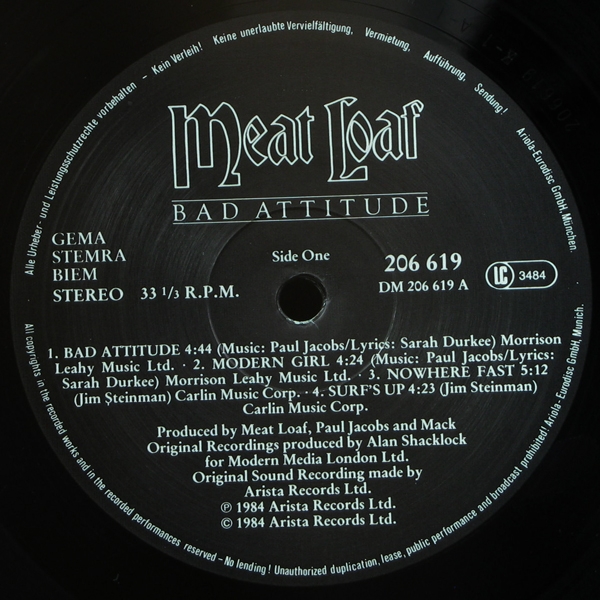 Alle Urheber- und Leistungsschutzrechte vorbehalten - Kein Verleih! Keine unerlaubte Vervielfältigung, Vermietung, Aufführung, Sendung! Ariola-Eurodisc GmbH, München.
Meat Loaf
BAD ATTITUDE
GEMA
STEMRA
BIEM
STEREO 33 1/3 R.P.M.
Side One
206 619
DM 206 619 A
LC 3484
1. BAD ATTITUDE 4:44 (Music: Paul Jacobs/Lyrics: Sarah Durkee) Morrison
Leahy Music Ltd. · 2. MODERN GIRL 4:24 (Music: Paul Jacobs/Lyrics:
Sarah Durkee) Morrison Leahy Music Ltd. · 3. NOWHERE FAST 5:12
(Jim Steinman) Carlin Music Corp. · 4. SURF'S UP 4:23 (Jim Steinman)
Carlin Music Corp.
Produced by Meat Loaf, Paul Jacobs and Mack
Original Recordings produced by Alan Shacklock
for Modern Media London Ltd.
Original Sound Recording made by
Arista Records Ltd.
℗ 1984 Arista Records Ltd.
© 1984 Arista Records Ltd.
All copyrights in the recorded works and in the recorded performances reserved – No lending! Unauthorized duplication, lease, public performance and broadcast prohibited! Ariola- Eurodisc GmbH, Munich.